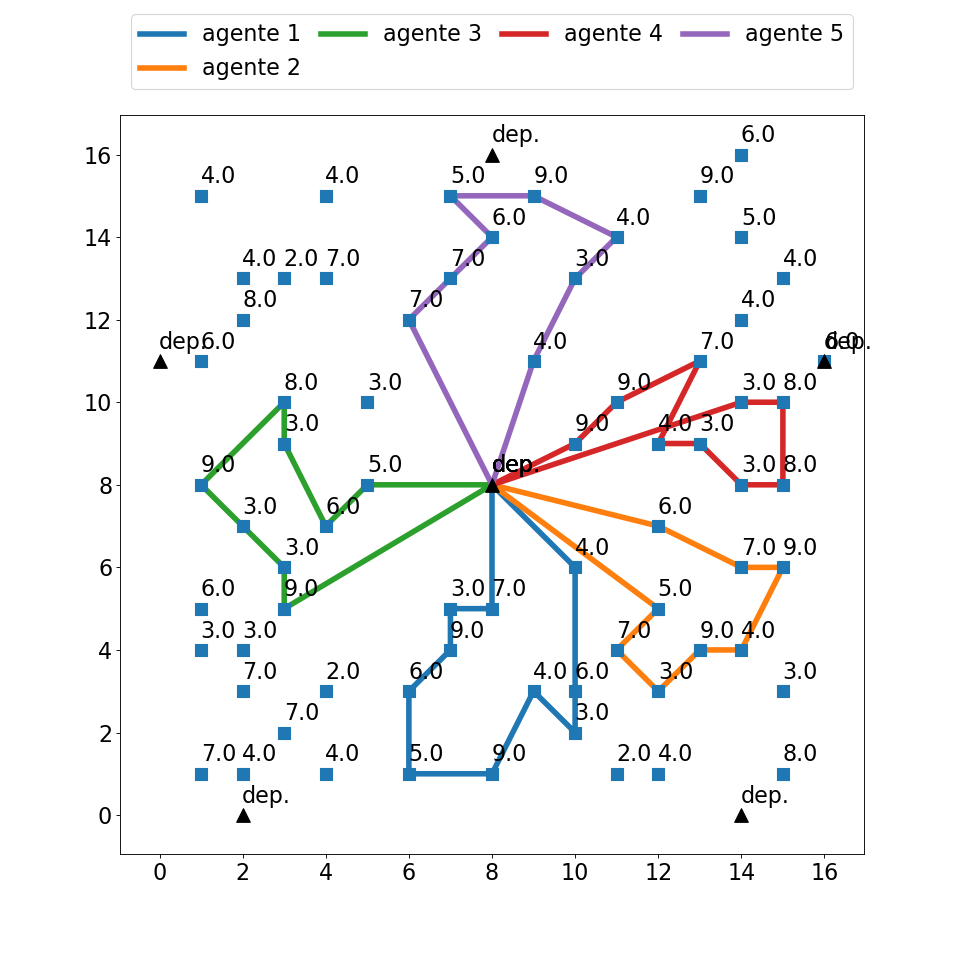 agente 1 agente 3 agente 4 agente 5
agente 2
dep. 6.0
16
4.0 4.0 5.0 9.0 9.0
6.0 4.0 5.0
14
4.0 2.0 7.0 7.0 3.0 4.0
8.0 7.0 4.0
12
dep. 6.0 4.0 7.0 dep.
8.0 3.0 9.0 3.0 8.0
10
3.0 9.0 4.0 3.0
9.0 5.0 dep. 3.0 8.0
8
3.0 6.0 6.0
3.0 4.0 7.0 9.0
6
6.0 9.0 3.0 7.0 5.0
3.0 3.0 9.0 7.0 9.0 4.0
4
7.0 2.0 6.0 4.0 6.0 3.0 3.0
7.0 3.0
2
7.0 4.0 4.0 5.0 9.0 2.0 4.0 8.0
dep. dep.
0
0 2 4 6 8 10 12 14 16